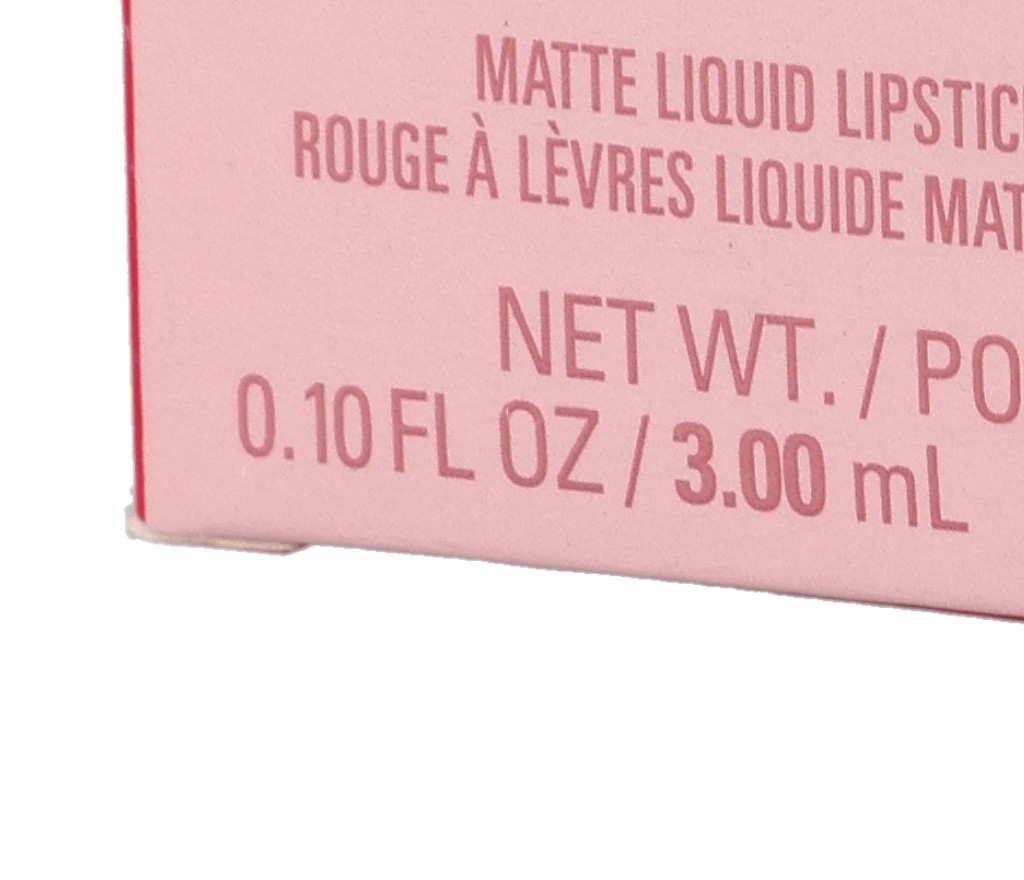 MATTE LIQUID LIPSTIC
ROUGE À LÈVRES LIQUIDE MAT
NET WT. / PO
0.10 FL OZ / 3.00 mL